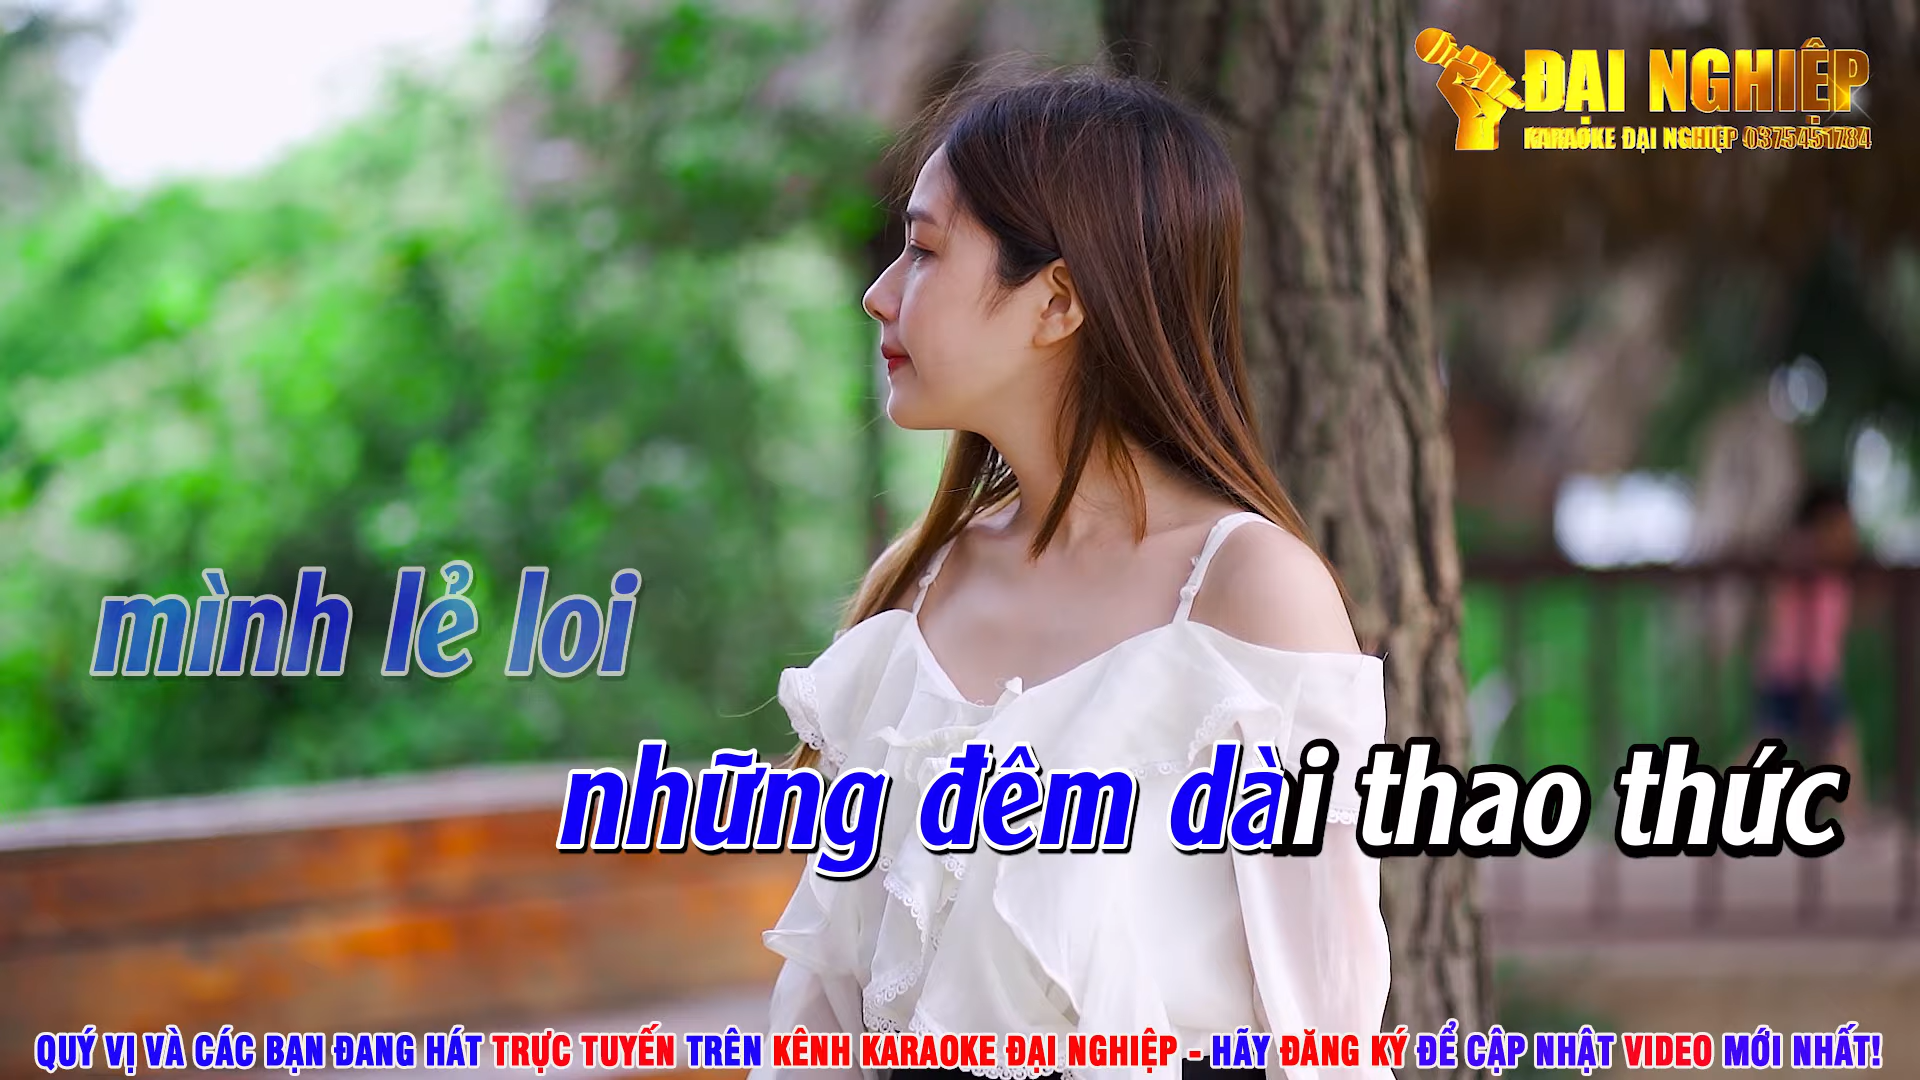 ĐẠI NGHIỆP
KARAOKE ĐẠI NGHIỆP 0375451784
mình lẻ loi
những đêm dài thao thức
QUÝ VỊ VÀ CÁC BẠN ĐANG HÁT TRỰC TUYẾN TRÊN KÊNH KARAOKE ĐẠI NGHIỆP - HÃY ĐĂNG KÝ ĐỂ CẬP NHẬT VIDEO MỚI NHẤT!